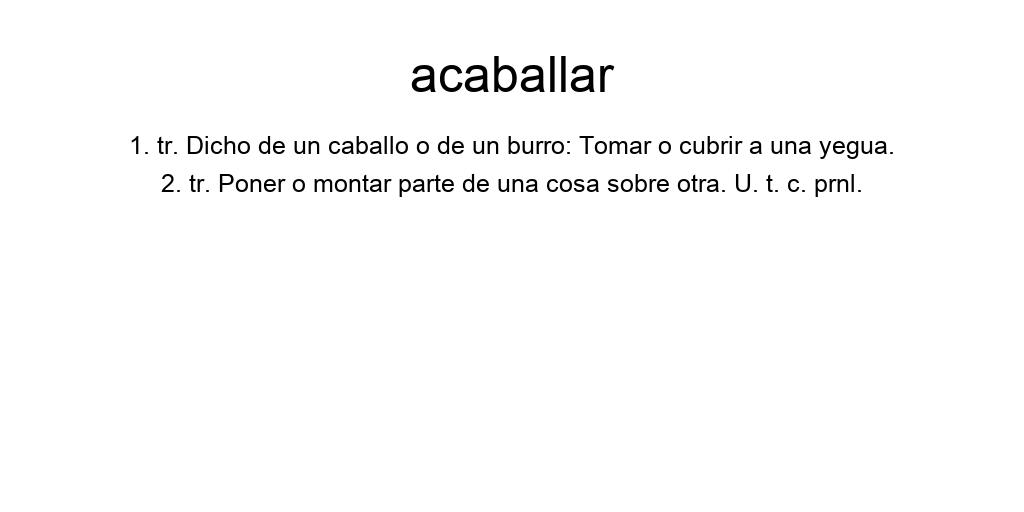 acaballar
1. tr. Dicho de un caballo o de un burro: Tomar o cubrir a una yegua.
2. tr. Poner o montar parte de una cosa sobre otra. U. t. c. prnl.